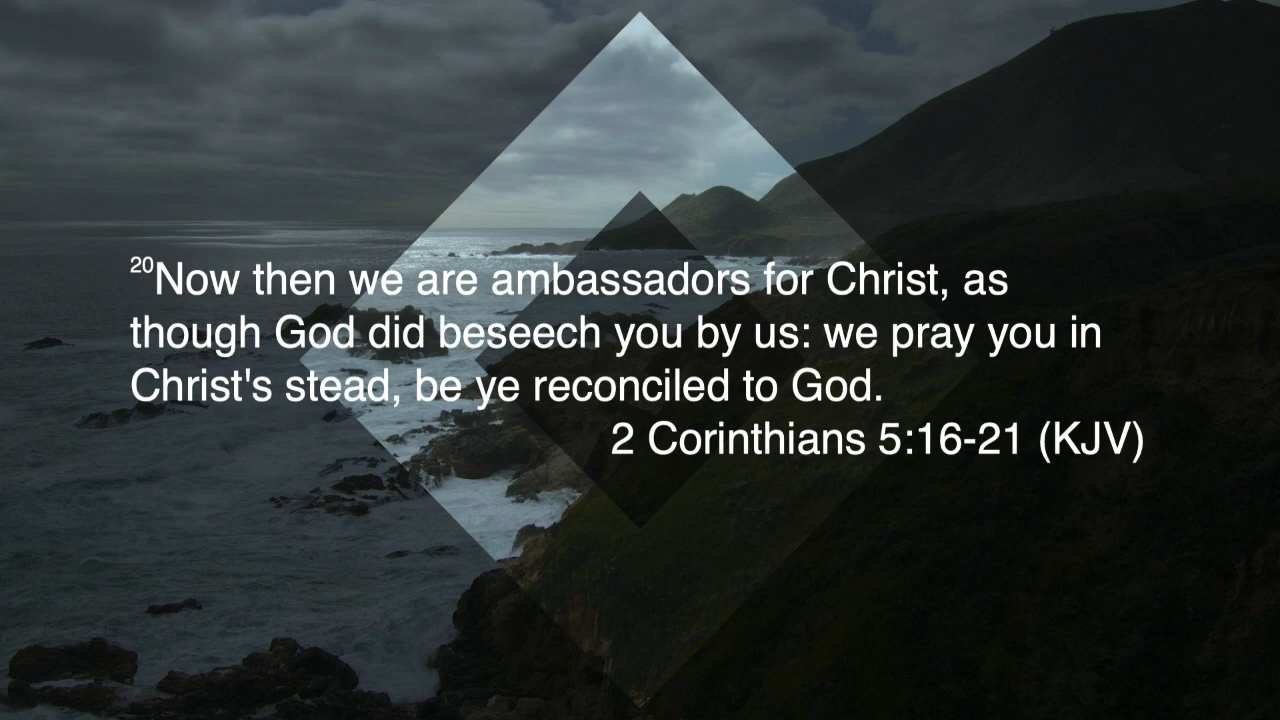 20Now then we are ambassadors for Christ, as
though God did beseech you by us: we pray you in
Christ's stead, be ye reconciled to God.
2 Corinthians 5:16-21 (KJV)